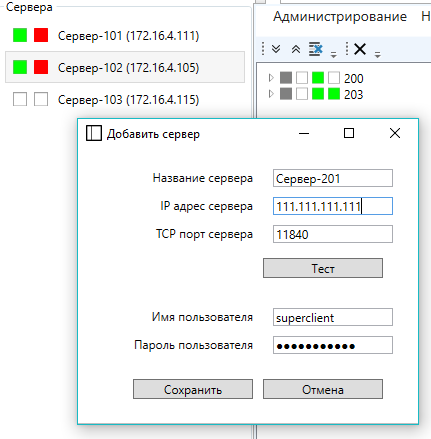 Сервера
Сервер-101 (172.16.4.111)
Сервер-102 (172.16.4.105)
Сервер-103 (172.16.4.115)
Администрирование Н
200
203
Добавить сервер
Название сервера Сервер-201
IP адрес сервера 111.111.111.111
TCP порт сервера 11840
Тест
Имя пользователя superclient
Пароль пользователя ●●●●●●●●●●●
Сохранить Отмена